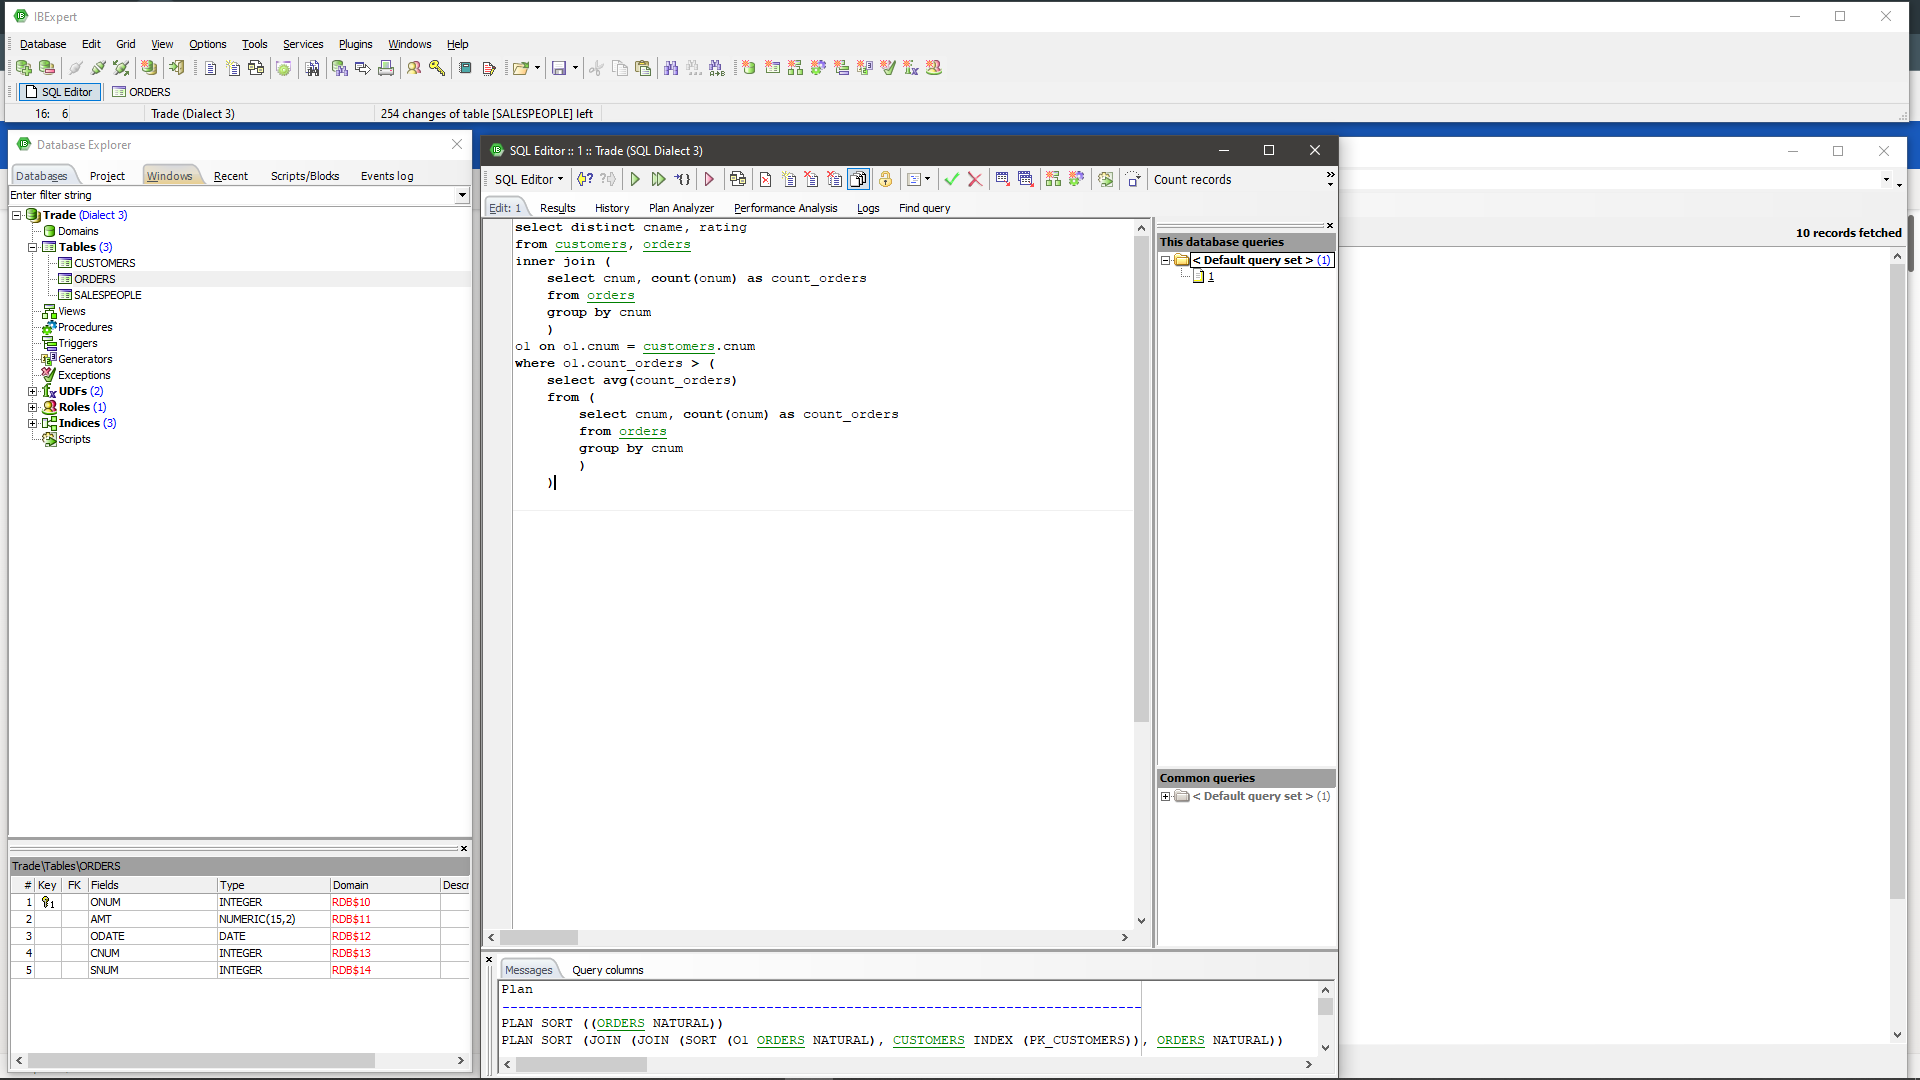 IBExpert
Database Edit Grid View Options Tools Services Plugins Windows Help
SQL Editor ORDERS
16: 6 Trade (Dialect 3) 254 changes of table [SALESPEOPLE] left
Database Explorer
Databases Project Windows Recent Scripts/Blocks Events log
Enter filter string
Trade (Dialect 3)
Domains
Tables (3)
CUSTOMERS
ORDERS
SALESPEOPLE
Views
Procedures
Triggers
Generators
Exceptions
UDFs (2)
Roles (1)
Indices (3)
Scripts
Trade\Tables\ORDERS
# Key FK Fields Type Domain Descr
1 1 ONUM INTEGER RDB$10
2 AMT NUMERIC(15,2) RDB$11
3 ODATE DATE RDB$12
4 CNUM INTEGER RDB$13
5 SNUM INTEGER RDB$14
SQL Editor :: 1 :: Trade (SQL Dialect 3)
SQL Editor Count records
Edit: 1 Results History Plan Analyzer Performance Analysis Logs Find query
select distinct cname, rating
from customers, orders
inner join (
select cnum, count(onum) as count_orders
from orders
group by cnum
)
o1 on o1.cnum = customers.cnum
where o1.count_orders > (
select avg(count_orders)
from (
select cnum, count(onum) as count_orders
from orders
group by cnum
)
)
This database queries
< Default query set > (1)
1
Common queries
< Default query set > (1)
Messages Query columns
Plan
--------------------------------------------------------------------------------
PLAN SORT ((ORDERS NATURAL))
PLAN SORT (JOIN (JOIN (SORT (O1 ORDERS NATURAL), CUSTOMERS INDEX (PK_CUSTOMERS)), ORDERS NATURAL))
10 records fetched